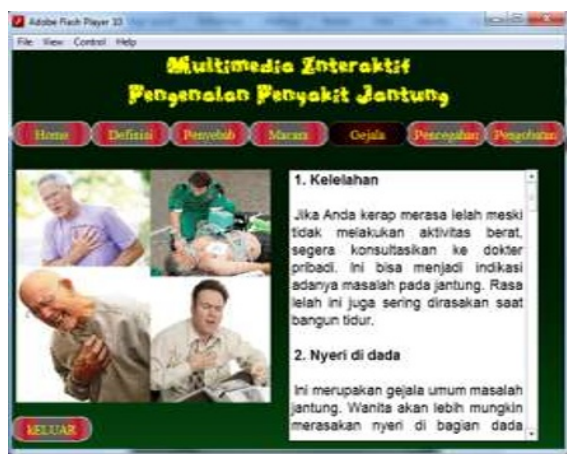 Adobe Flash Player 10
File View Control Help
Multimedia Interaktif
Pengenalan Penyakit Jantung
Home Definisi Penyebab Macam Gejala Pencegahan Pengobatan
1. Kelelahan
Jika Anda kerap merasa lelah meski
tidak melakukan aktivitas berat,
segera konsultasikan ke dokter
pribadi. Ini bisa menjadi indikasi
adanya masalah pada jantung. Rasa
lelah ini juga sering dirasakan saat
bangun tidur.
2. Nyeri di dada
Ini merupakan gejala umum masalah
jantung. Wanita akan lebih mungkin
merasakan nyeri di bagian dada
KELUAR